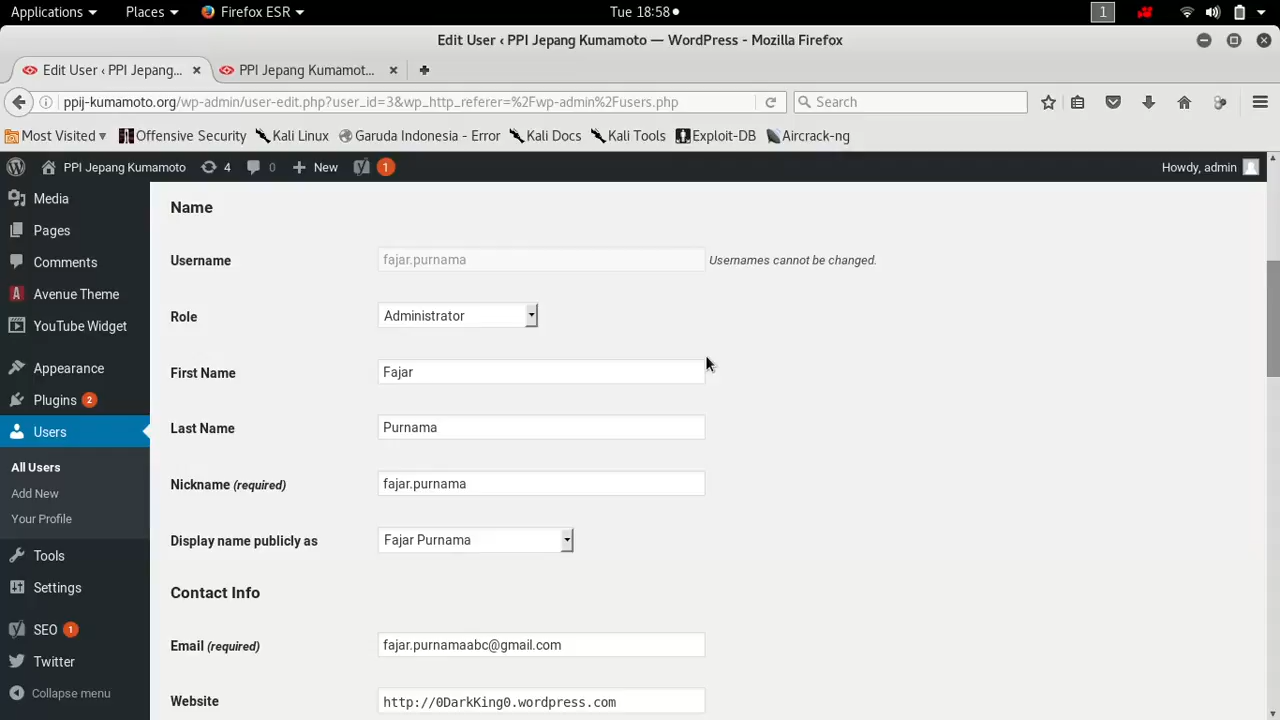 Applications Places Firefox ESR Tue 18:58 1
Edit User ‹ PPI Jepang Kumamoto — WordPress - Mozilla Firefox
Edit User ‹ PPI Jepang... PPI Jepang Kumamot...
ppij-kumamoto.org/wp-admin/user-edit.php?user_id=3&wp_http_referer=%2Fwp-admin%2Fusers.php Search
Most Visited Offensive Security Kali Linux Garuda Indonesia - Error Kali Docs Kali Tools Exploit-DB Aircrack-ng
PPI Jepang Kumamoto 4 0 New 1 Howdy, admin
Media
Pages
Comments
Avenue Theme
YouTube Widget
Appearance
Plugins 2
Users
All Users
Add New
Your Profile
Tools
Settings
SEO 1
Twitter
Collapse menu
Name
Username fajar.purnama Usernames cannot be changed.
Role Administrator
First Name Fajar
Last Name Purnama
Nickname (required) fajar.purnama
Display name publicly as Fajar Purnama
Contact Info
Email (required) fajar.purnamaabc@gmail.com
Website http://0DarkKing0.wordpress.com